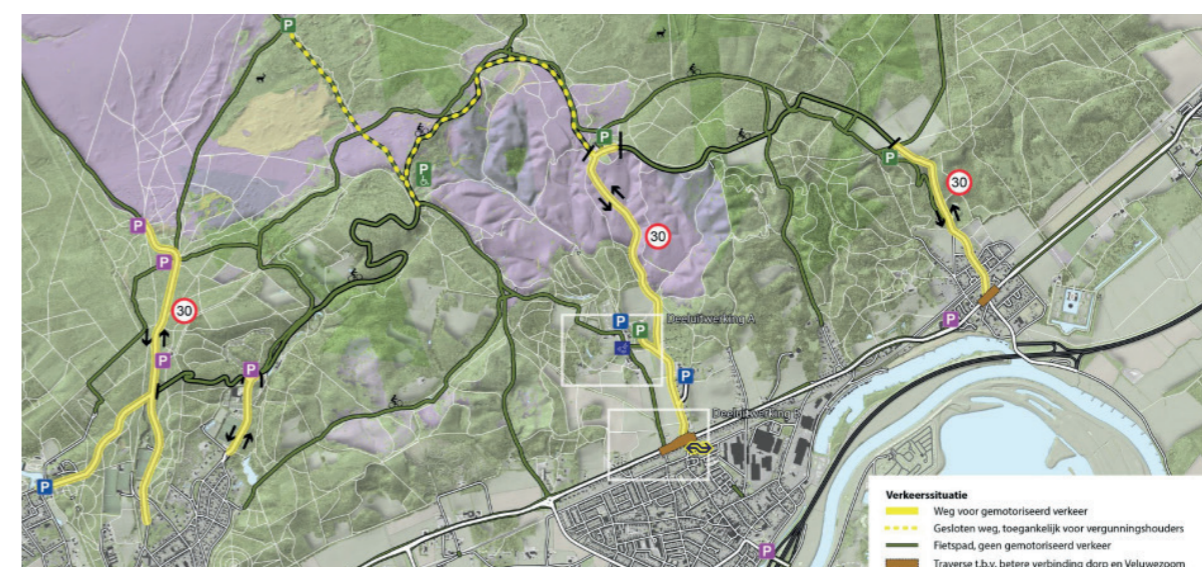 P
P
P
30
P
30
P
P
30
P
P
Deeluitwerking A
P
P
P
P
P
Deeluitwerking B
P
P
Verkeerssituatie
Weg voor gemotoriseerd verkeer
Gesloten weg, toegankelijk voor vergunningshouders
Fietspad, geen gemotoriseerd verkeer
Traverse t.b.v. betere verbinding dorp en Veluwezoom